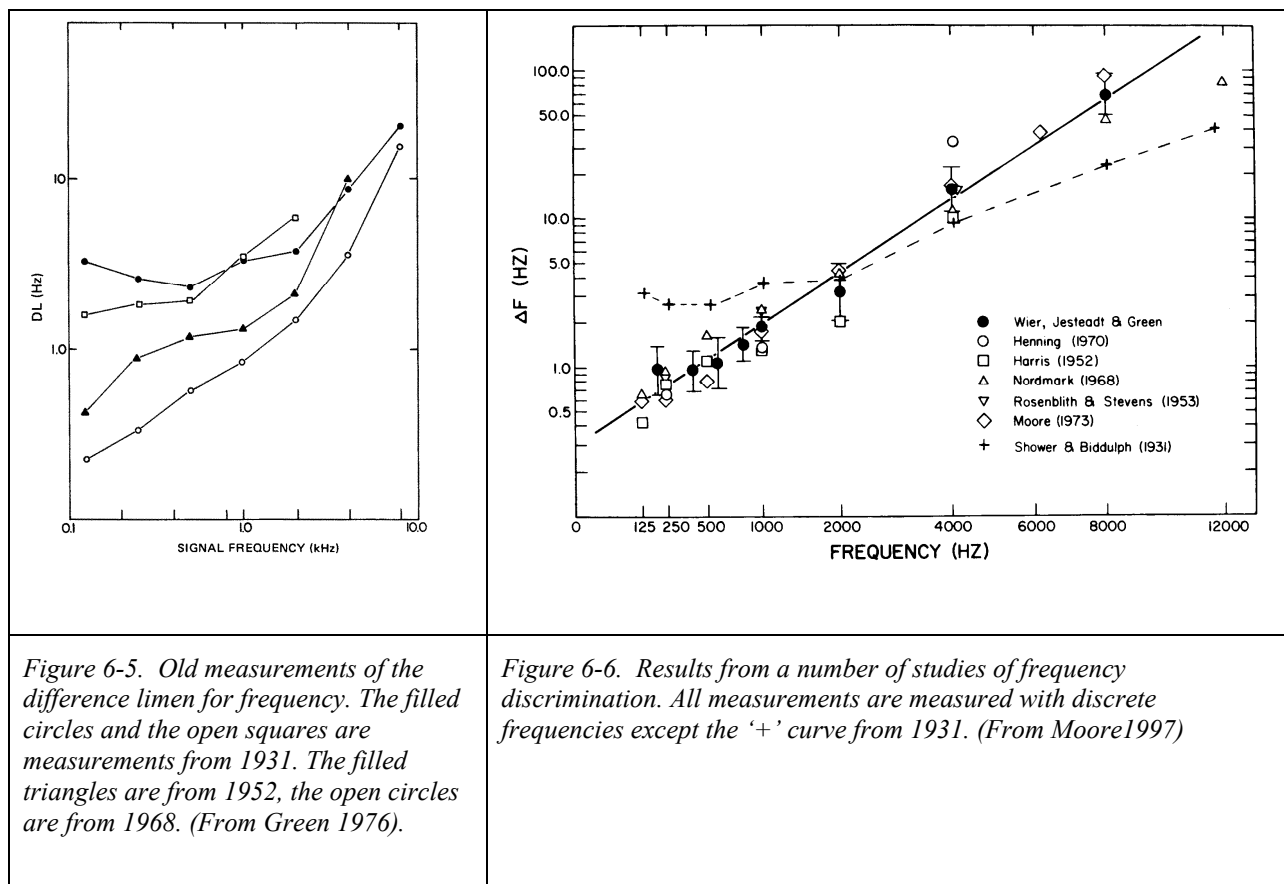 10
1.0
DL (Hz)
0.1
1.0
10.0
SIGNAL FREQUENCY (kHz)
100.0
50.0
10.0
5.0
1.0
0.5
ΔF (HZ)
0
125
250
500
1000
2000
4000
6000
8000
12000
FREQUENCY (HZ)
Wier, Jesteadt & Green
Henning (1970)
Harris (1952)
Nordmark (1968)
Rosenblith & Stevens (1953)
Moore (1973)
Shower & Biddulph (1931)
Figure 6-5. Old measurements of the
difference limen for frequency. The filled
circles and the open squares are
measurements from 1931. The filled
triangles are from 1952, the open circles
are from 1968. (From Green 1976).
Figure 6-6. Results from a number of studies of frequency
discrimination. All measurements are measured with discrete
frequencies except the ‘+’ curve from 1931. (From Moore1997)